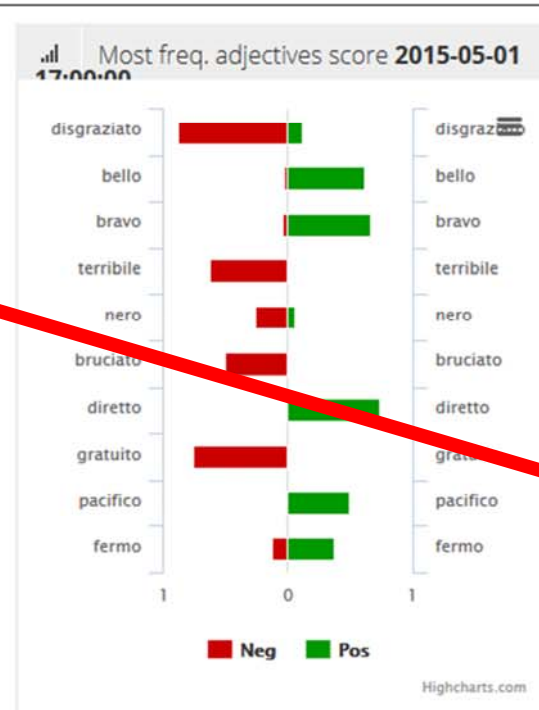 Most freq. adjectives score 2015-05-01
17:00:00
disgraziato
bello
bravo
terribile
nero
bruciato
diretto
gratuito
pacifico
fermo
bello
bravo
terribile
nero
bruciato
diretto
pacifico
fermo
1 0 1
Neg Pos
Highcharts.com